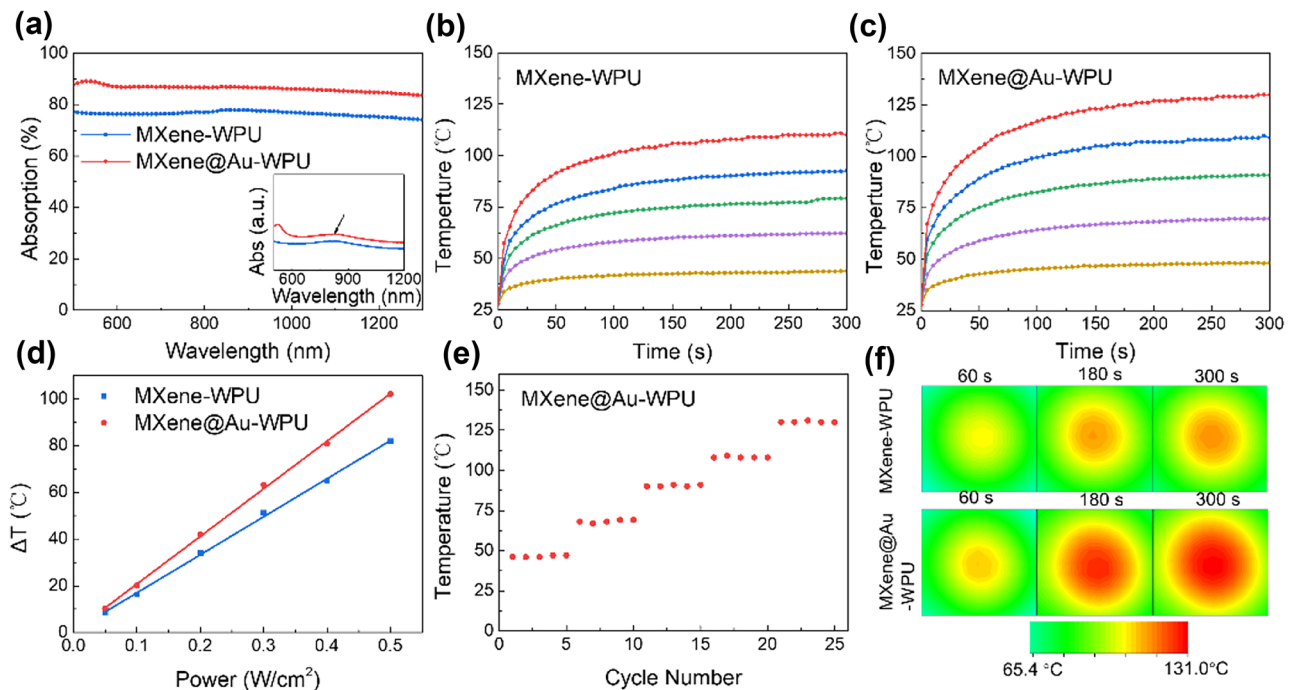 (a)
100
80
60
40
20
0
Absorption (%)
MXene-WPU
MXene@Au-WPU
Abs (a.u.)
600 900 1200
Wavelength (nm)
600 800 1000 1200
Wavelength (nm)
(b)
150
125
100
75
50
25
Temperture (℃)
MXene-WPU
0 50 100 150 200 250 300
Time (s)
(c)
150
125
100
75
50
25
Temperture (℃)
MXene@Au-WPU
0 50 100 150 200 250 300
Time (s)
(d)
100
80
60
40
20
0
ΔT (℃)
MXene-WPU
MXene@Au-WPU
0.0 0.1 0.2 0.3 0.4 0.5
Power (W/cm²)
(e)
150
125
100
75
50
25
0
Temperature (℃)
MXene@Au-WPU
0 5 10 15 20 25
Cycle Number
(f)
60 s 180 s 300 s
MXene-WPU
60 s 180 s 300 s
MXene@Au
-WPU
65.4 °C 131.0°C